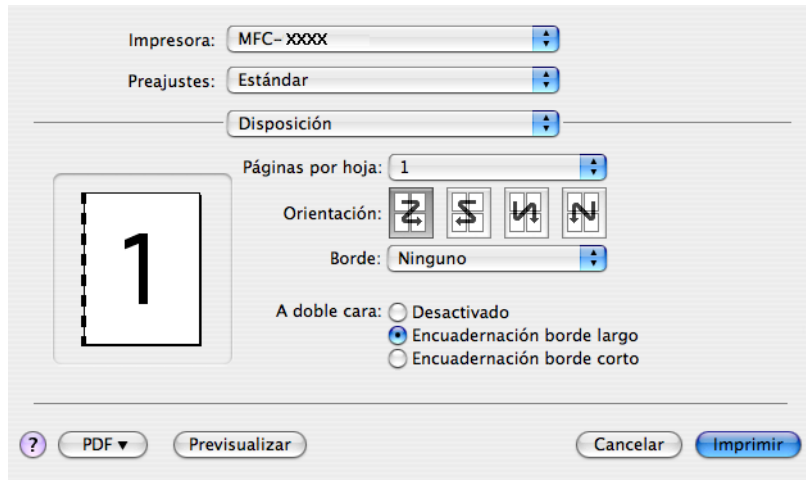 Impresora: MFC-XXXX
Preajustes: Estándar
Disposición
Páginas por hoja: 1
Orientación:
Borde: Ninguno
1
A doble cara: Desactivado
Encuadernación borde largo
Encuadernación borde corto
? PDF ▼ Previsualizar Cancelar Imprimir